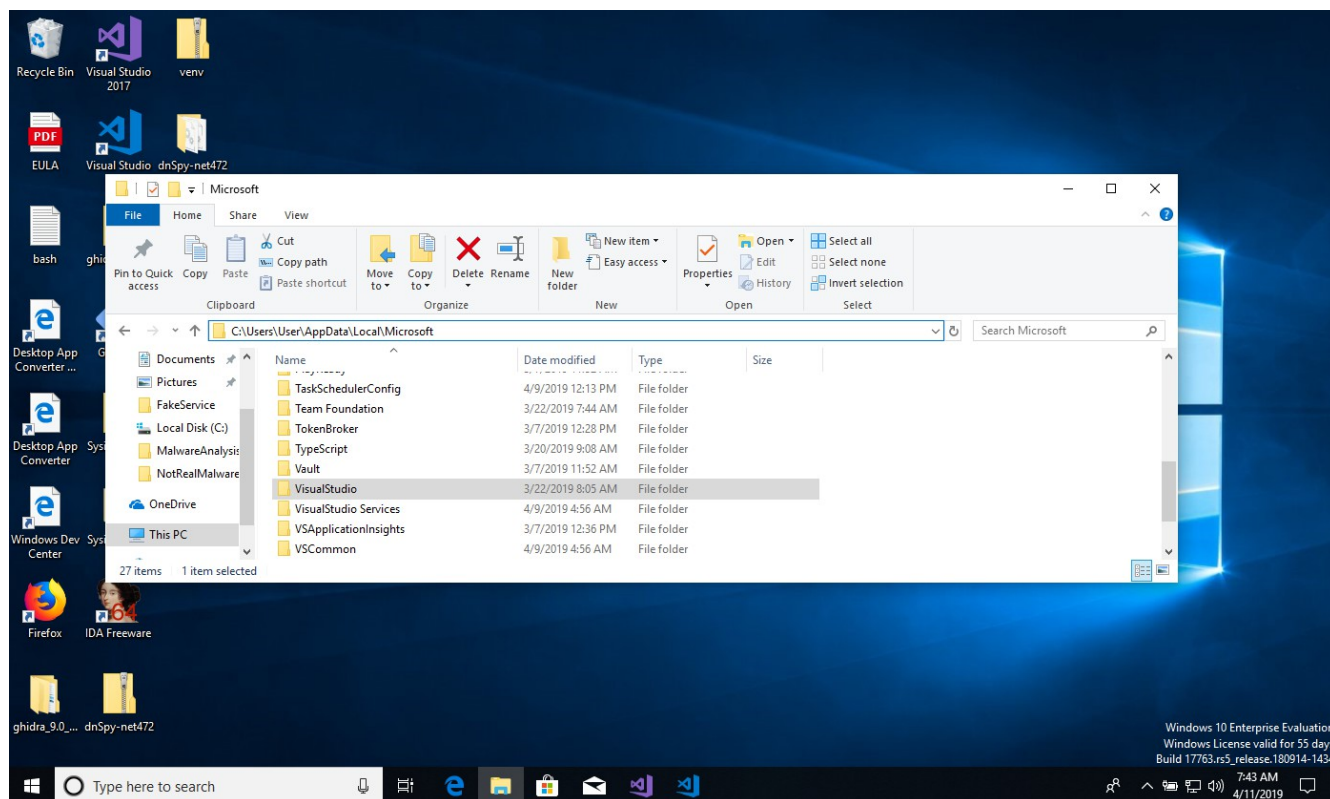 Recycle Bin
Visual Studio
2017
venv
EULA
Visual Studio
dnSpy-net472
bash
Desktop App
Converter ...
Desktop App
Converter
Windows Dev
Center
Firefox
IDA Freeware
ghidra_9.0_...
dnSpy-net472
Microsoft
File Home Share View
Pin to Quick
access
Copy
Paste
Cut
Copy path
Paste shortcut
Clipboard
Move
to
Copy
to
Delete
Rename
Organize
New
folder
New item
Easy access
New
Properties
Open
Edit
History
Open
Select all
Select none
Invert selection
Select
C:\Users\User\AppData\Local\Microsoft
Search Microsoft
Documents
Pictures
FakeService
Local Disk (C:)
MalwareAnalysis
NotRealMalware
OneDrive
This PC
Name Date modified Type Size
TaskSchedulerConfig 4/9/2019 12:13 PM File folder
Team Foundation 3/22/2019 7:44 AM File folder
TokenBroker 3/7/2019 12:28 PM File folder
TypeScript 3/20/2019 9:08 AM File folder
Vault 3/7/2019 11:52 AM File folder
VisualStudio 3/22/2019 8:05 AM File folder
VisualStudio Services 4/9/2019 4:56 AM File folder
VSApplicationInsights 3/7/2019 12:36 PM File folder
VSCommon 4/9/2019 4:56 AM File folder
27 items 1 item selected
Windows 10 Enterprise Evaluation
Windows License valid for 55 day
Build 17763.rs5_release.180914-143
Type here to search
7:43 AM
4/11/2019